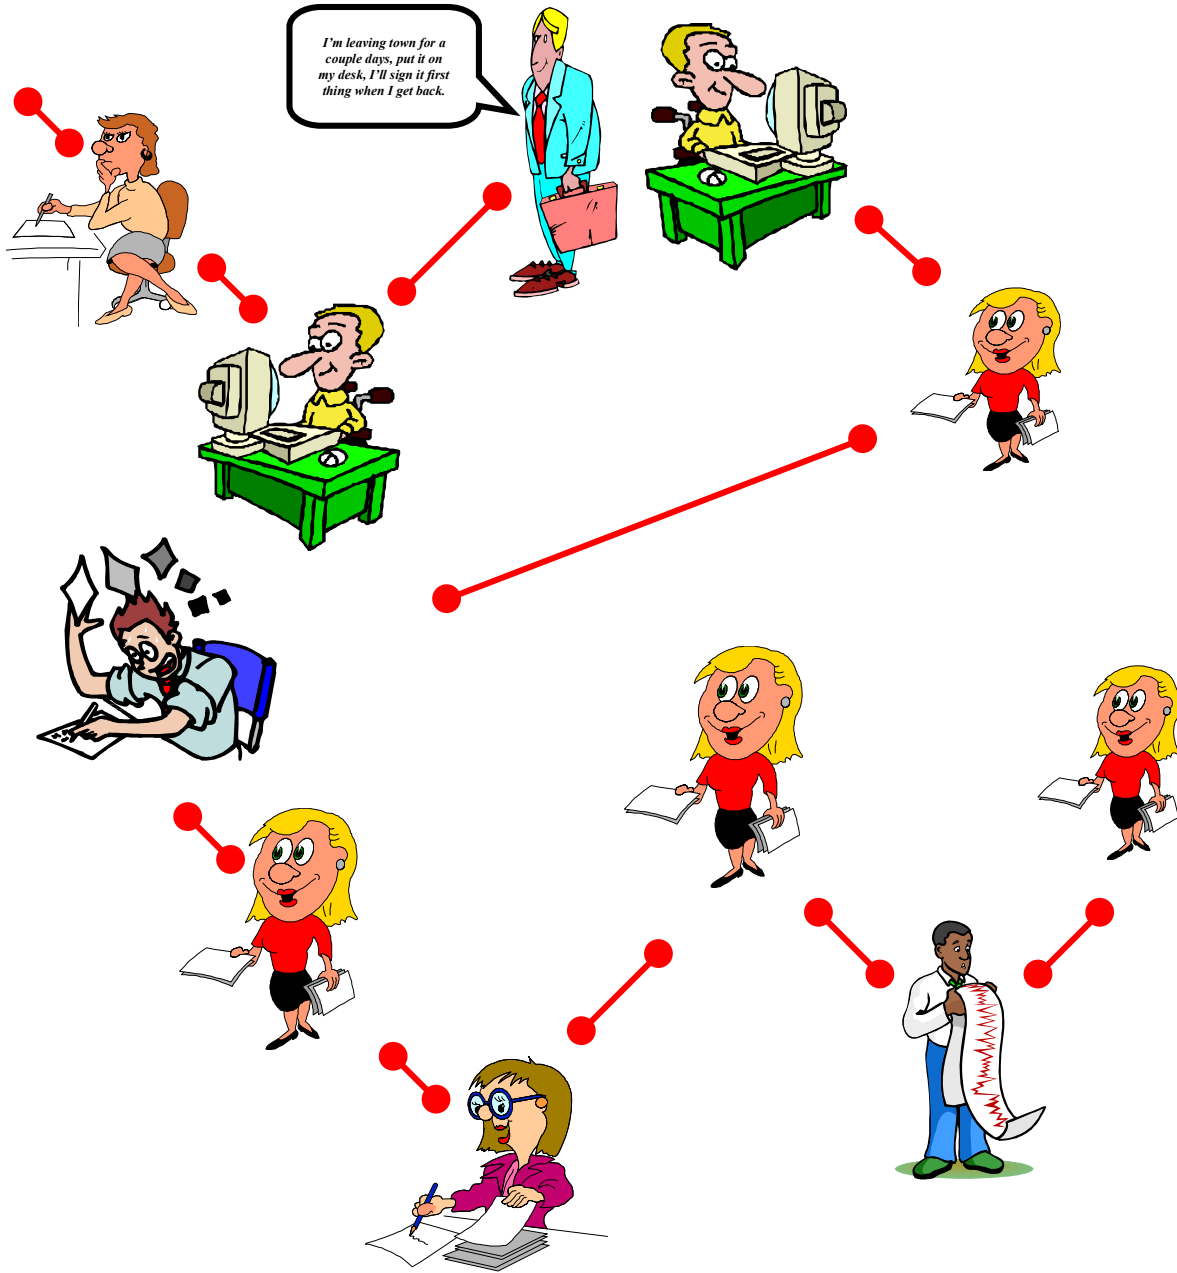 I'm leaving town for a
couple days, put it on
my desk, I'll sign it first
thing when I get back.